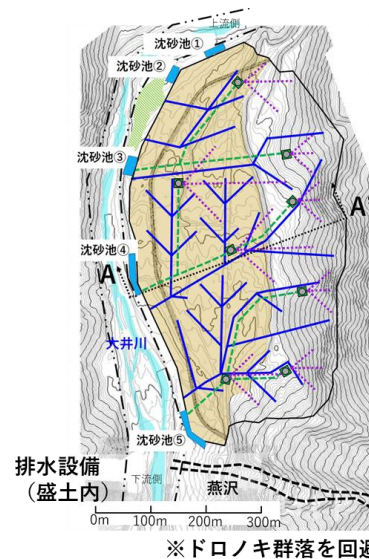 上流側
沈砂池①
沈砂池②
沈砂池③
沈砂池④
A
A
大井川
沈砂池⑤
排水設備
（盛土内）
下流側
燕沢
0m 100m 200m 300m
※ドロノキ群落を回避